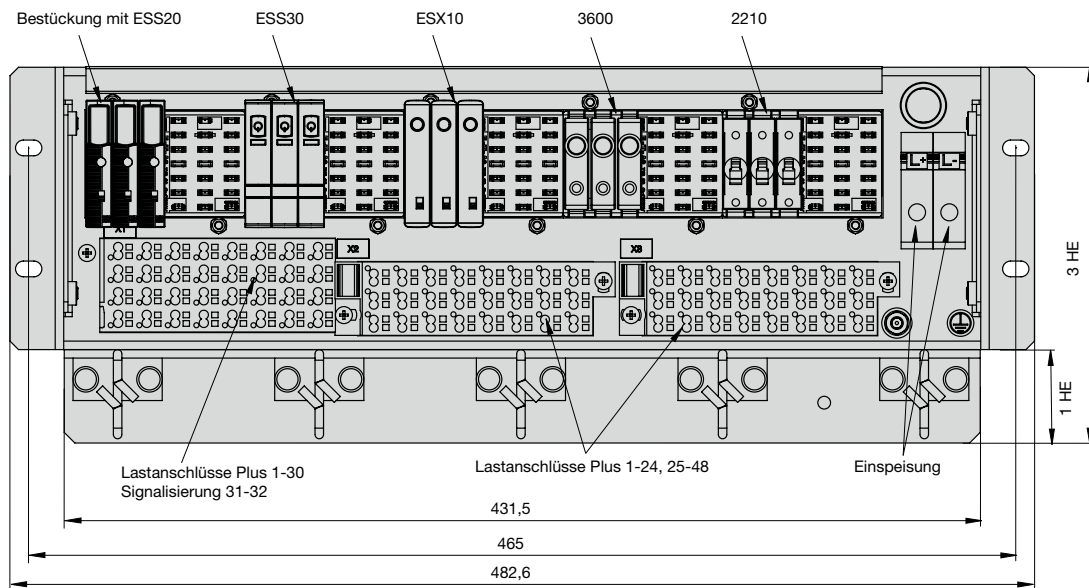 Bestückung mit ESS20
ESS30
ESX10
3600
2210
L+
L-
X1
X2
X3
3 HE
1 HE
Lastanschlüsse Plus 1-30
Signalisierung 31-32
Lastanschlüsse Plus 1-24, 25-48
Einspeisung
431,5
465
482,6